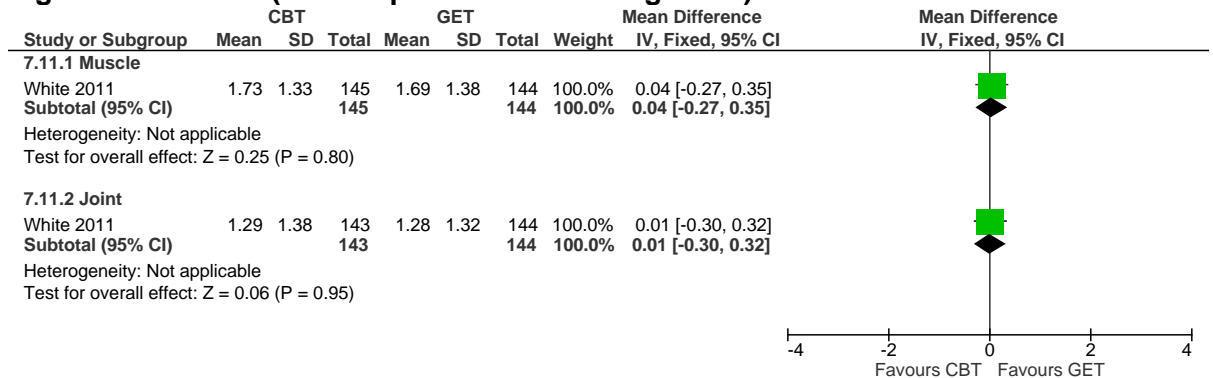 CBT GET Mean Difference Mean Difference
Study or Subgroup Mean SD Total Mean SD Total Weight IV, Fixed, 95% CI IV, Fixed, 95% CI
7.11.1 Muscle
White 2011 1.73 1.33 145 1.69 1.38 144 100.0% 0.04 [-0.27, 0.35]
Subtotal (95% CI) 145 144 100.0% 0.04 [-0.27, 0.35]
Heterogeneity: Not applicable
Test for overall effect: Z = 0.25 (P = 0.80)
7.11.2 Joint
White 2011 1.29 1.38 143 1.28 1.32 144 100.0% 0.01 [-0.30, 0.32]
Subtotal (95% CI) 143 144 100.0% 0.01 [-0.30, 0.32]
Heterogeneity: Not applicable
Test for overall effect: Z = 0.06 (P = 0.95)
-4 -2 0 2 4
Favours CBT Favours GET